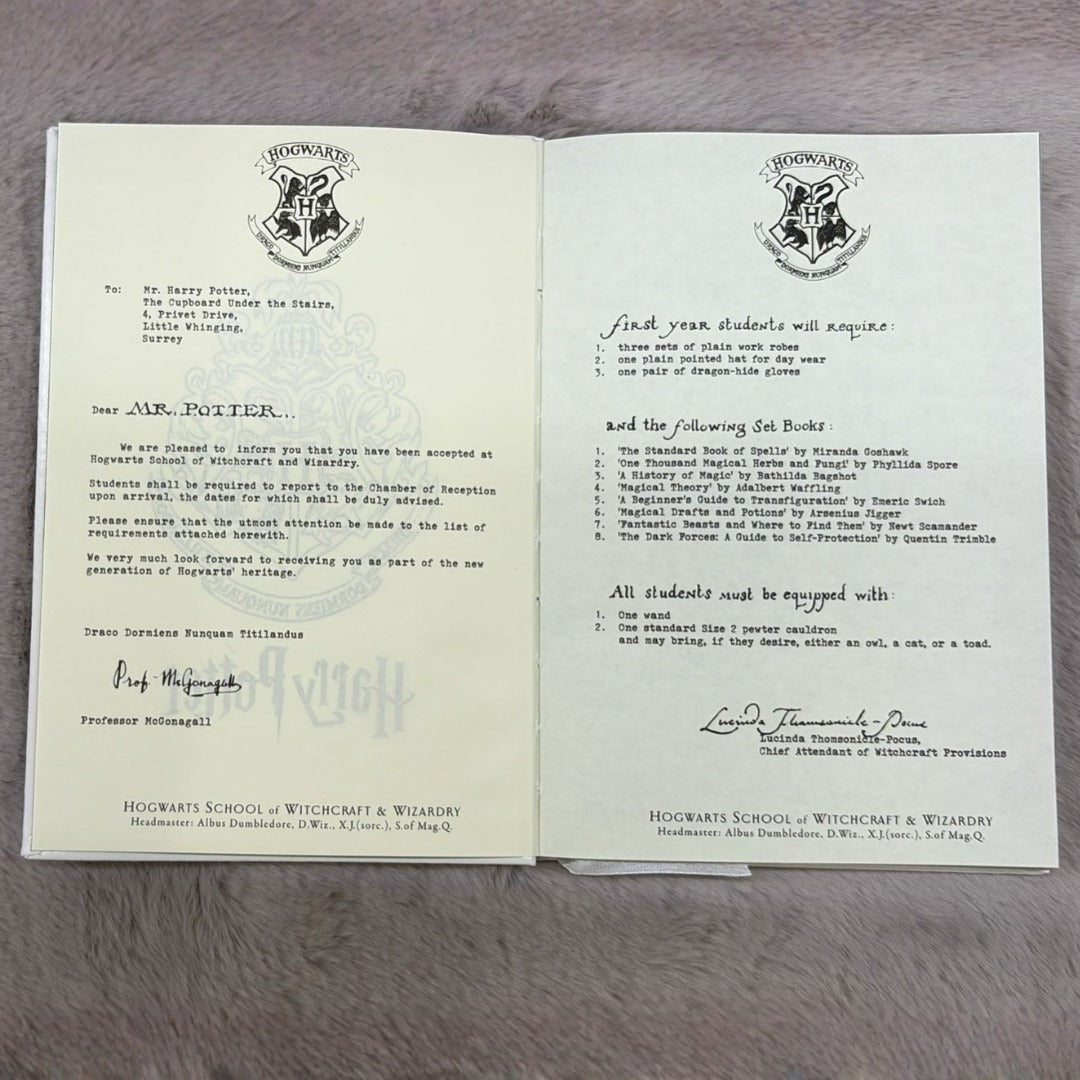 HOGWARTS
H
DRACO DORMIENS NUNQUAM TITILLANDUS
To: Mr. Harry Potter,
The Cupboard Under the Stairs,
4, Privet Drive,
Little Whinging,
Surrey
Dear MR. POTTER..
We are pleased to inform you that you have been accepted at
Hogwarts School of Witchcraft and Wizardry.
Students shall be required to report to the Chamber of Reception
upon arrival, the dates for which shall be duly advised.
Please ensure that the utmost attention be made to the list of
requirements attached herewith.
We very much look forward to receiving you as part of the new
generation of Hogwarts' heritage.
DORMIENS NUNQUAM
Draco Dormiens Nunquam Titilandus
Prof. McGonagall
Harry Potter
Professor McGonagall
HOGWARTS SCHOOL of WITCHCRAFT & WIZARDRY
Headmaster: Albus Dumbledore, D.Wiz., X.J.(sorc.), S.of Mag.Q.
HOGWARTS
H
DRACO DORMIENS NUNQUAM TITILLANDUS
first year students will require:
1. three sets of plain work robes
2. one plain pointed hat for day wear
3. one pair of dragon-hide gloves
and the following Set Books:
1. 'The Standard Book of Spells' by Miranda Goshawk
2. 'One Thousand Magical Herbs and Fungi' by Phyllida Spore
3. 'A History of Magic' by Bathilda Bagshot
4. 'Magical Theory' by Adalbert Waffling
5. 'A Beginner's Guide to Transfiguration' by Emeric Swich
6. 'Magical Drafts and Potions' by Arsenius Jigger
7. 'Fantastic Beasts and Where to Find Them' by Newt Scamander
8. 'The Dark Forces: A Guide to Self-Protection' by Quentin Trimble
All students must be equipped with:
1. One wand
2. One standard Size 2 pewter cauldron
and may bring, if they desire, either an owl, a cat, or a toad.
Lucinda Thomsonicle-Pocus
Lucinda Thomsonicle-Pocus,
Chief Attendant of Witchcraft Provisions
HOGWARTS SCHOOL of WITCHCRAFT & WIZARDRY
Headmaster: Albus Dumbledore, D.Wiz., X.J.(sorc.), S.of Mag.Q.